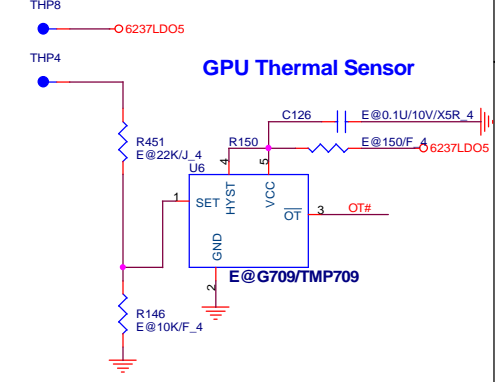 THP8
6237LDO5
THP4
GPU Thermal Sensor
C126
E@0.1U/10V/X5R_4
R451
E@22K/J_4
R150
E@150/F_4
6237LDO5
U6
4
5
1
SET
HYST
VCC
OT
3
OT#
GND
2
E@G709/TMP709
R146
E@10K/F_4